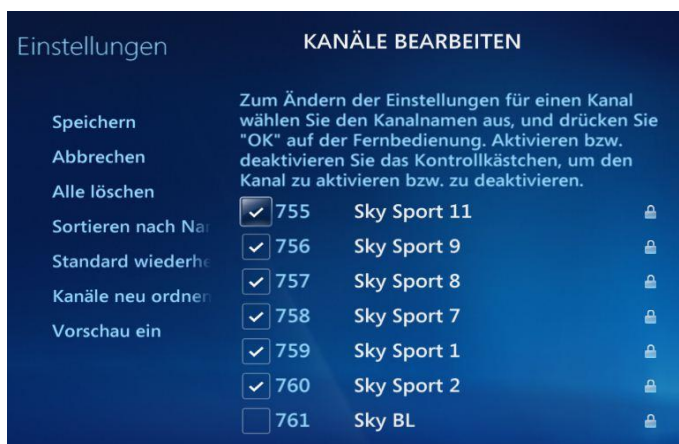 Einstellungen
KANÄLE BEARBEITEN
Zum Ändern der Einstellungen für einen Kanal
wählen Sie den Kanalnamen aus, und drücken Sie
"OK" auf der Fernbedienung. Aktivieren bzw.
deaktivieren Sie das Kontrollkästchen, um den
Kanal zu aktivieren bzw. zu deaktivieren.
Speichern
Abbrechen
Alle löschen
Sortieren nach Nar
Standard wiederhe
Kanäle neu ordnen
Vorschau ein
755 Sky Sport 11
756 Sky Sport 9
757 Sky Sport 8
758 Sky Sport 7
759 Sky Sport 1
760 Sky Sport 2
761 Sky BL